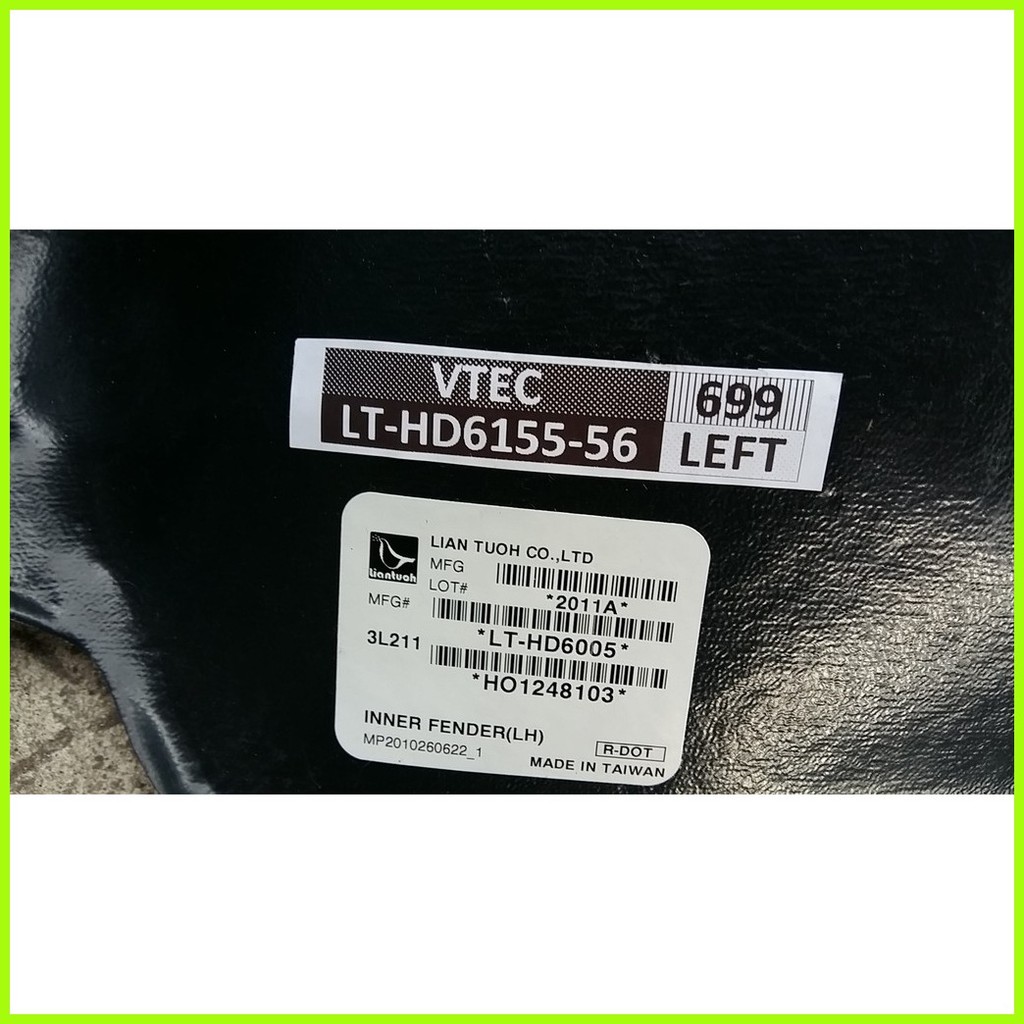 VTEC
LT-HD6155-56
699
LEFT
Liantuoh
LIAN TUOH CO.,LTD
MFG
LOT#
*2011A*
MFG#
*LT-HD6005*
3L211
*HO1248103*
INNER FENDER(LH)
MP2010260622_1
R-DOT
MADE IN TAIWAN